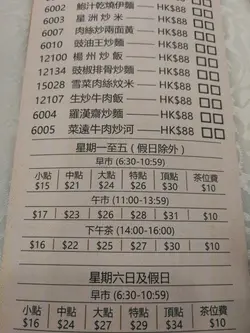 6002 鮑汁乾燒伊麵 — HK$88
6003 星洲炒米 — HK$88
6007 肉絲炒兩面黃 — HK$88
6010 豉油王炒麵 — HK$88
12100 楊州炒飯 — HK$88
12134 豉椒排骨炒麵 — HK$88
15028 雪菜肉絲炆米 — HK$88
12107 生炒牛肉飯 — HK$88
6004 羅漢齋炒麵 — HK$88
6005 菜遠牛肉炒河 — HK$88
星期一至五（假日除外）
早市 (6:30-10:59)
小點 中點 大點 特點 頂點 茶位費
$15 $21 $24 $26 $30 $10
午市 (11:00-13:59)
$17 $23 $26 $28 $31 $10
下午茶 (14:00-16:00)
$16 $22 $25 $27 $30 $10
星期六日及假日
早市 (6:30-10:59)
小點 中點 大點 特點 頂點 茶位費
$16 $24 $27 $29 $32 $10